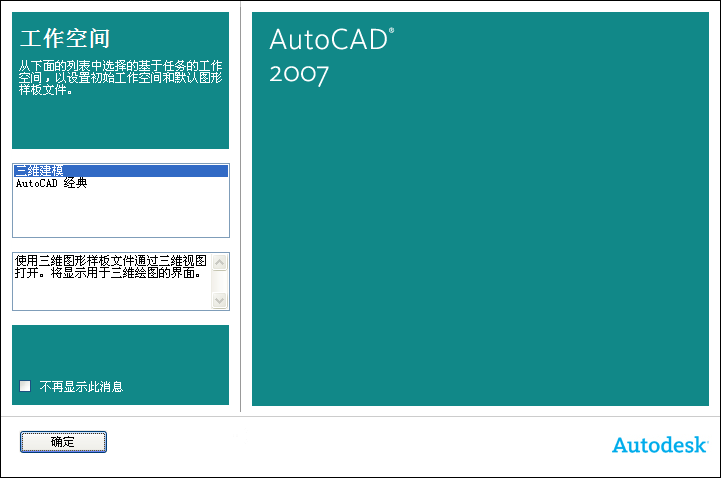 工作空间
从下面的列表中选择的基于任务的工作
空间，以设置初始工作空间和默认图形
样板文件。
三维建模
AutoCAD 经典
使用三维图形样板文件通过三维视图
打开。将显示用于三维绘图的界面。
不再显示此消息
确定
AutoCAD®
2007
Autodesk